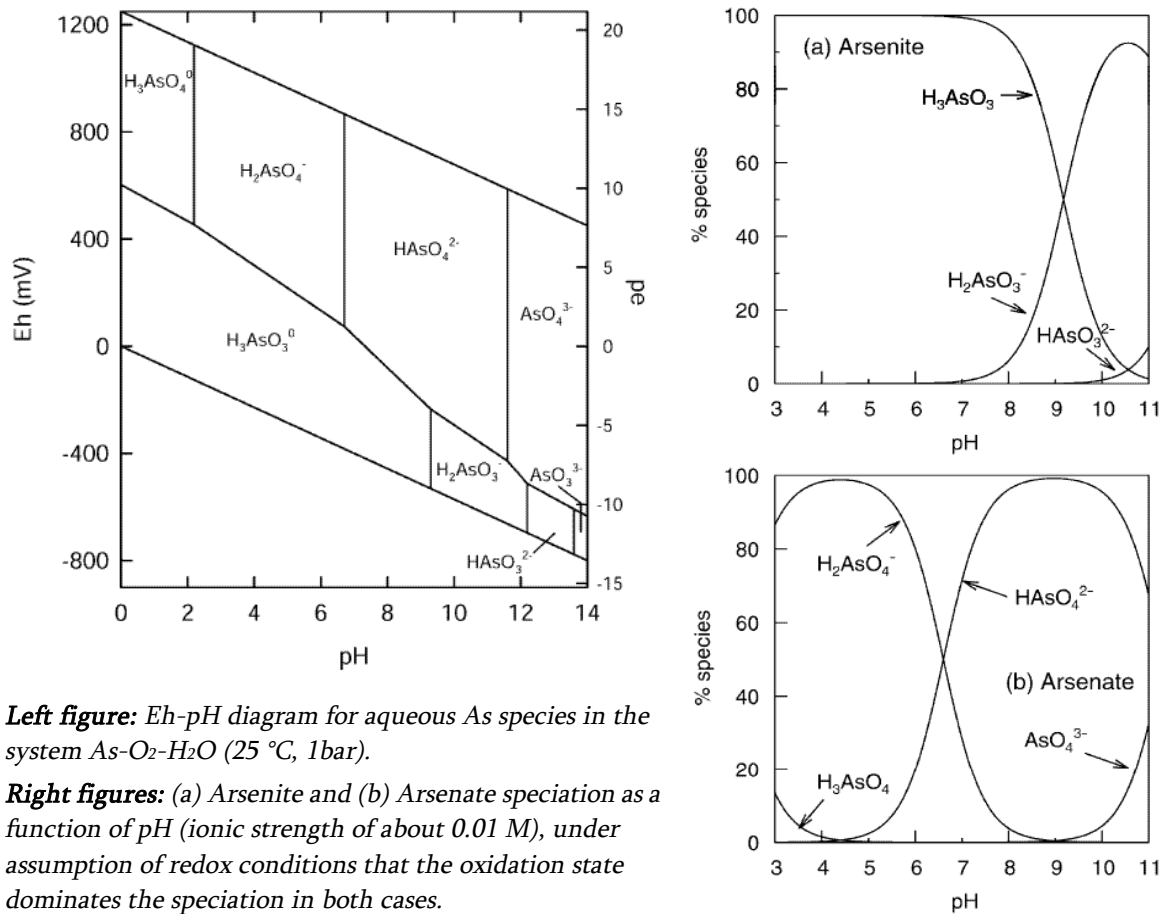 1200
800
400
0
-400
-800
Eh (mV)
20
15
10
5
0
-5
-10
-15
pe
0 2 4 6 8 10 12 14
pH
H₃AsO₄⁰
H₂AsO₄⁻
HAsO₄²⁻
AsO₄³⁻
H₃AsO₃⁰
H₂AsO₃⁻
AsO₃³⁻
HAsO₃²⁻
Left figure: Eh-pH diagram for aqueous As species in the
system As-O₂-H₂O (25 °C, 1bar).
Right figures: (a) Arsenite and (b) Arsenate speciation as a
function of pH (ionic strength of about 0.01 M), under
assumption of redox conditions that the oxidation state
dominates the speciation in both cases.
100
80
60
40
20
0
% species
(a) Arsenite
H₃AsO₃
H₂AsO₃⁻
HAsO₃²⁻
3 4 5 6 7 8 9 10 11
pH
100
80
60
40
20
0
% species
H₂AsO₄⁻
HAsO₄²⁻
(b) Arsenate
AsO₄³⁻
H₃AsO₄
3 4 5 6 7 8 9 10 11
pH